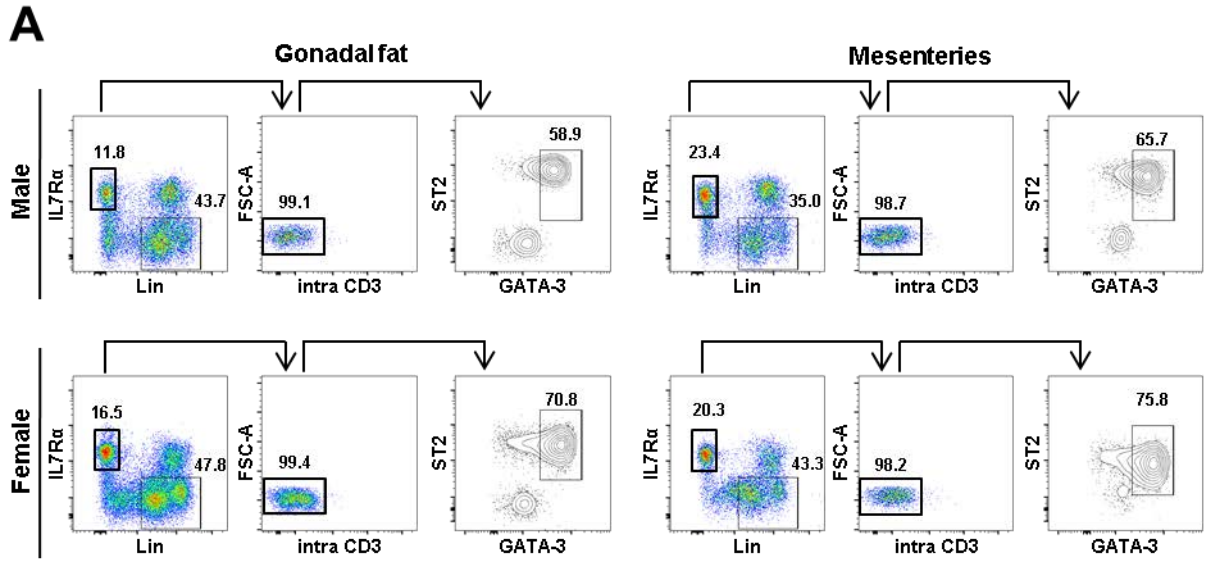 A
Gonadal fat
Mesenteries
Male
IL7Rα
11.8
43.7
Lin
FSC-A
99.1
intra CD3
ST2
58.9
GATA-3
IL7Rα
23.4
35.0
Lin
FSC-A
98.7
intra CD3
ST2
65.7
GATA-3
Female
IL7Rα
16.5
47.8
Lin
FSC-A
99.4
intra CD3
ST2
70.8
GATA-3
IL7Rα
20.3
43.3
Lin
FSC-A
98.2
intra CD3
ST2
75.8
GATA-3